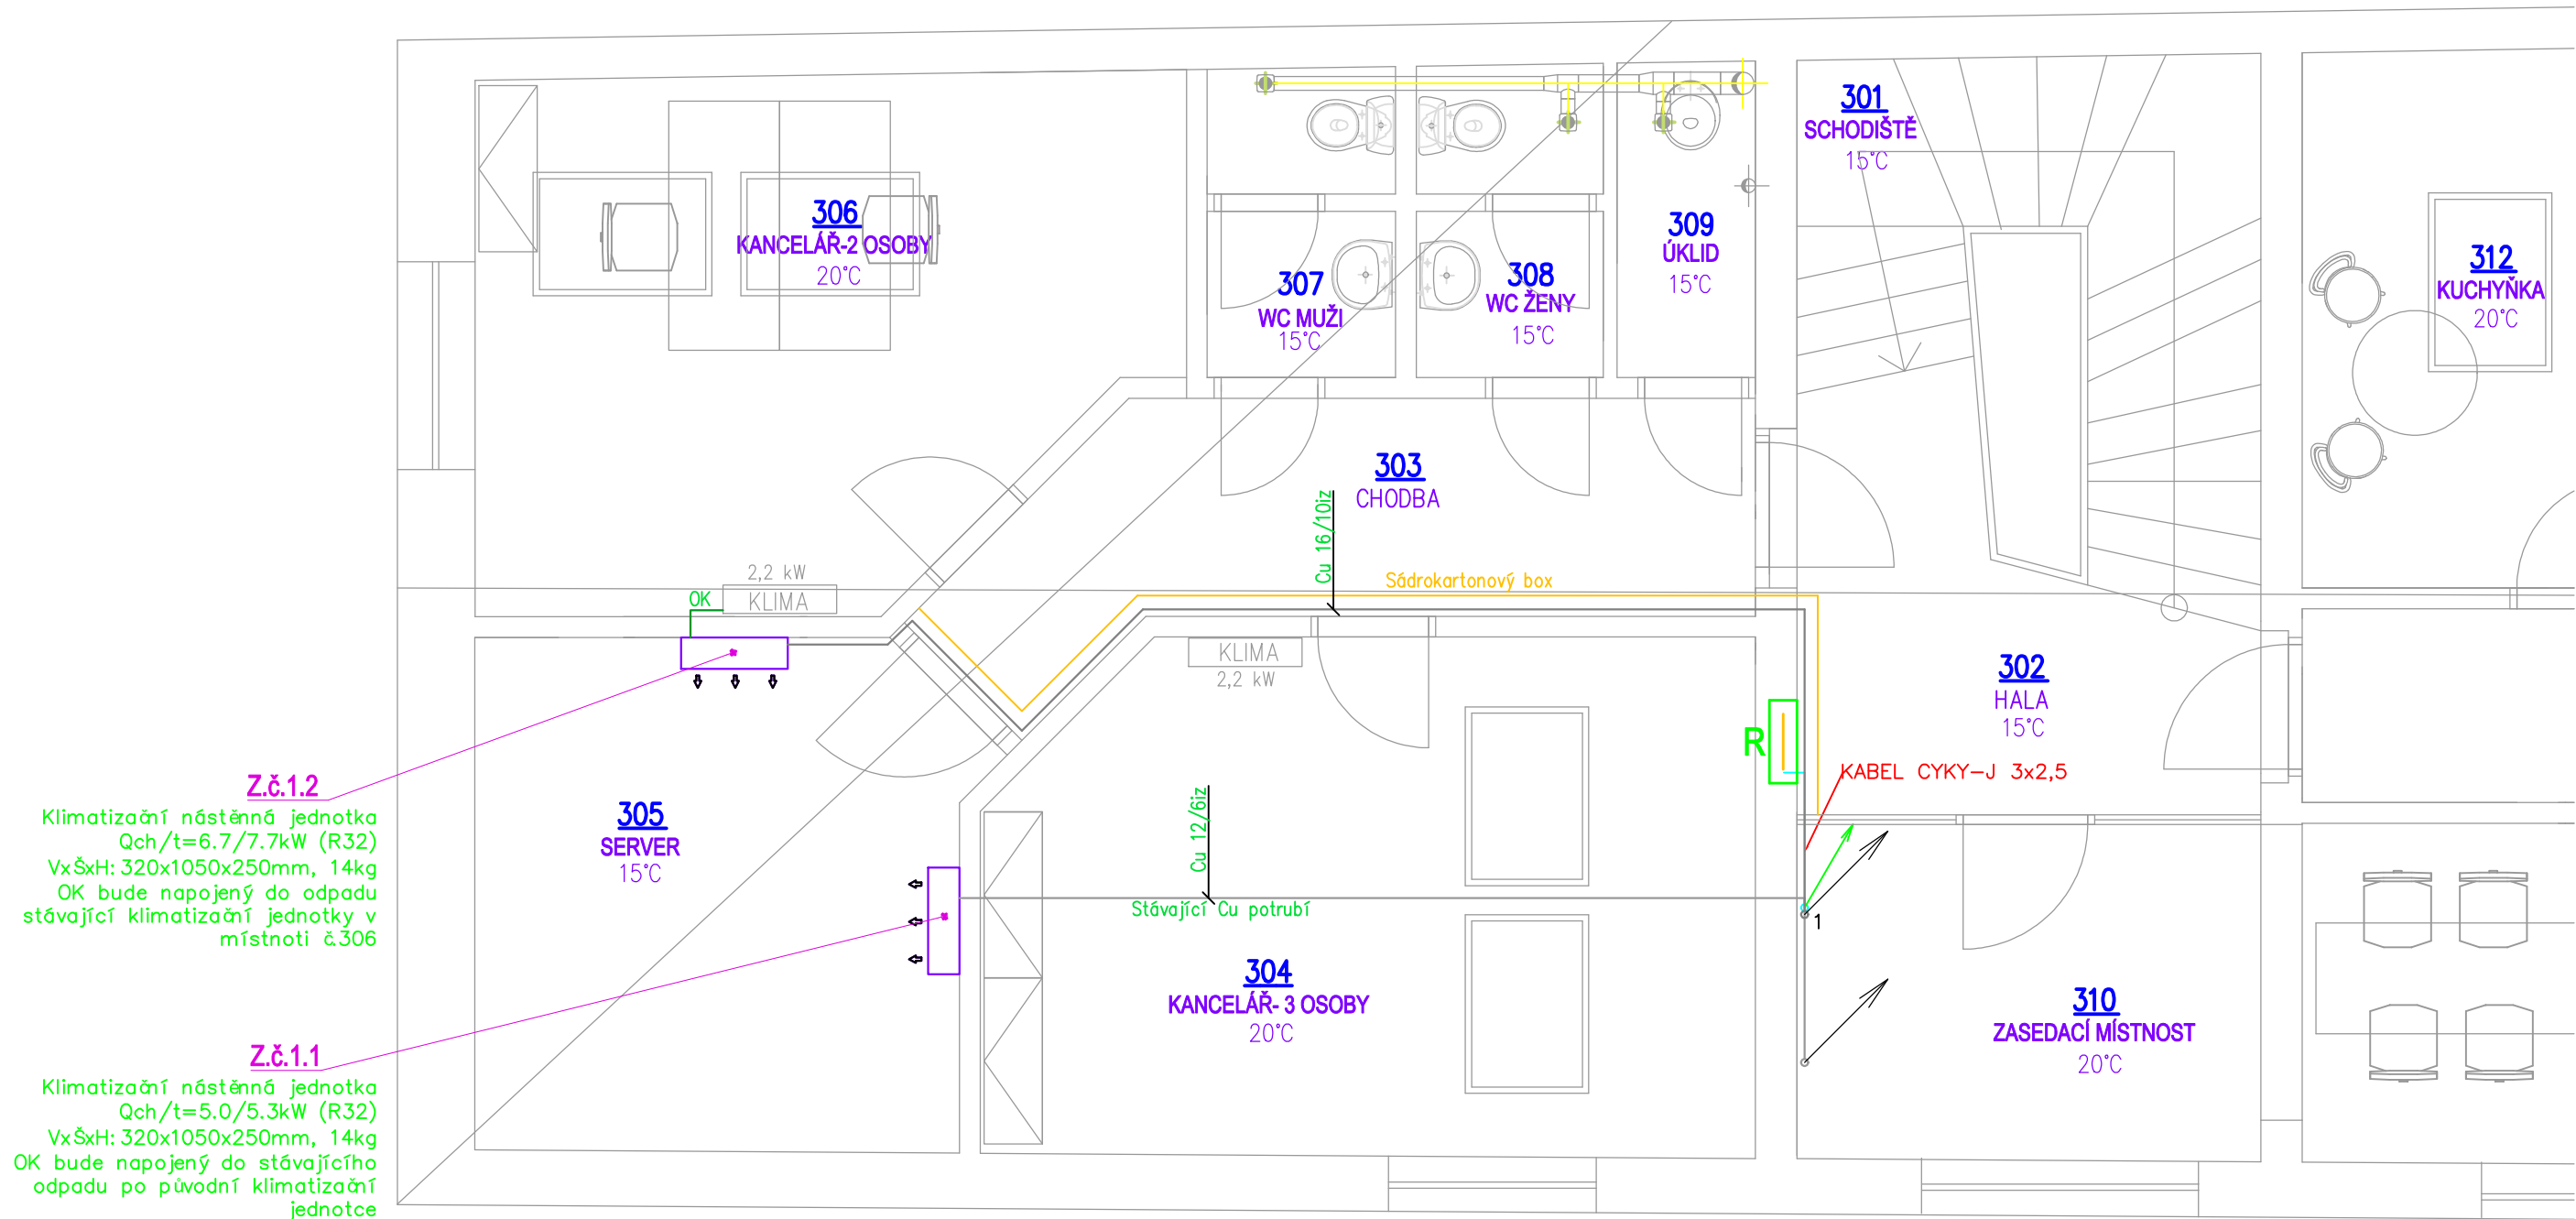 301
SCHODIŠTĚ
15°C
306
KANCELÁŘ-2 OSOBY
20°C
307
WC MUŽI
15°C
308
WC ŽENY
15°C
309
ÚKLID
15°C
312
KUCHYŇKA
20°C
303
CHODBA
Cu 16/10iz
Sádrokartonový box
2,2 kW
KLIMA
OK
KLIMA
2,2 kW
302
HALA
15°C
R
KABEL CYKY-J 3x2,5
Z.č.1.2
Klimatizační nástěnná jednotka
Qch/t=6.7/7.7kW (R32)
VxŠxH: 320x1050x250mm, 14kg
OK bude napojený do odpadu
stávající klimatizační jednotky v
místnoti č.306
305
SERVER
15°C
Cu 12/6iz
Stávající Cu potrubí
1
304
KANCELÁŘ- 3 OSOBY
20°C
310
ZASEDACÍ MÍSTNOST
20°C
Z.č.1.1
Klimatizační nástěnná jednotka
Qch/t=5.0/5.3kW (R32)
VxŠxH: 320x1050x250mm, 14kg
OK bude napojený do stávajícího
odpadu po původní klimatizační
jednotce